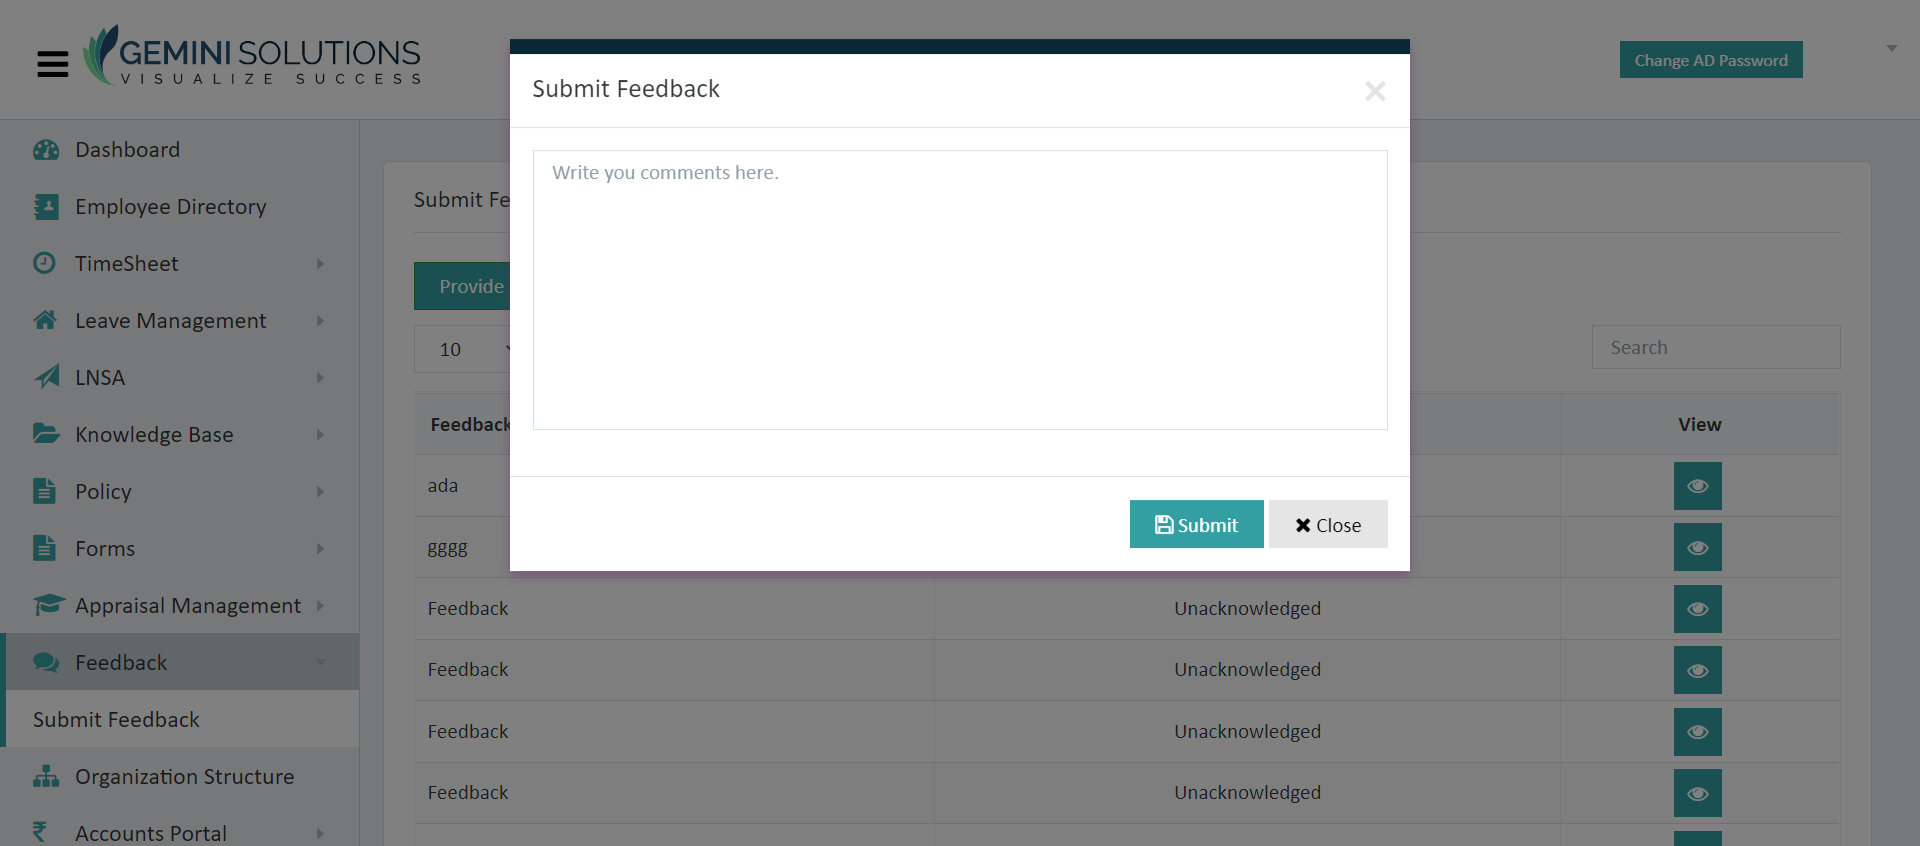 GEMINI SOLUTIONS
VISUALIZE SUCCESS
Change AD Password
Dashboard
Employee Directory
TimeSheet
Leave Management
LNSA
Knowledge Base
Policy
Forms
Appraisal Management
Feedback
Submit Feedback
Organization Structure
Accounts Portal
Submit Fe
Provide
10
Search
Feedback
View
ada
gggg
Feedback Unacknowledged
Feedback Unacknowledged
Feedback Unacknowledged
Feedback Unacknowledged
Submit Feedback
Write you comments here.
Submit
Close